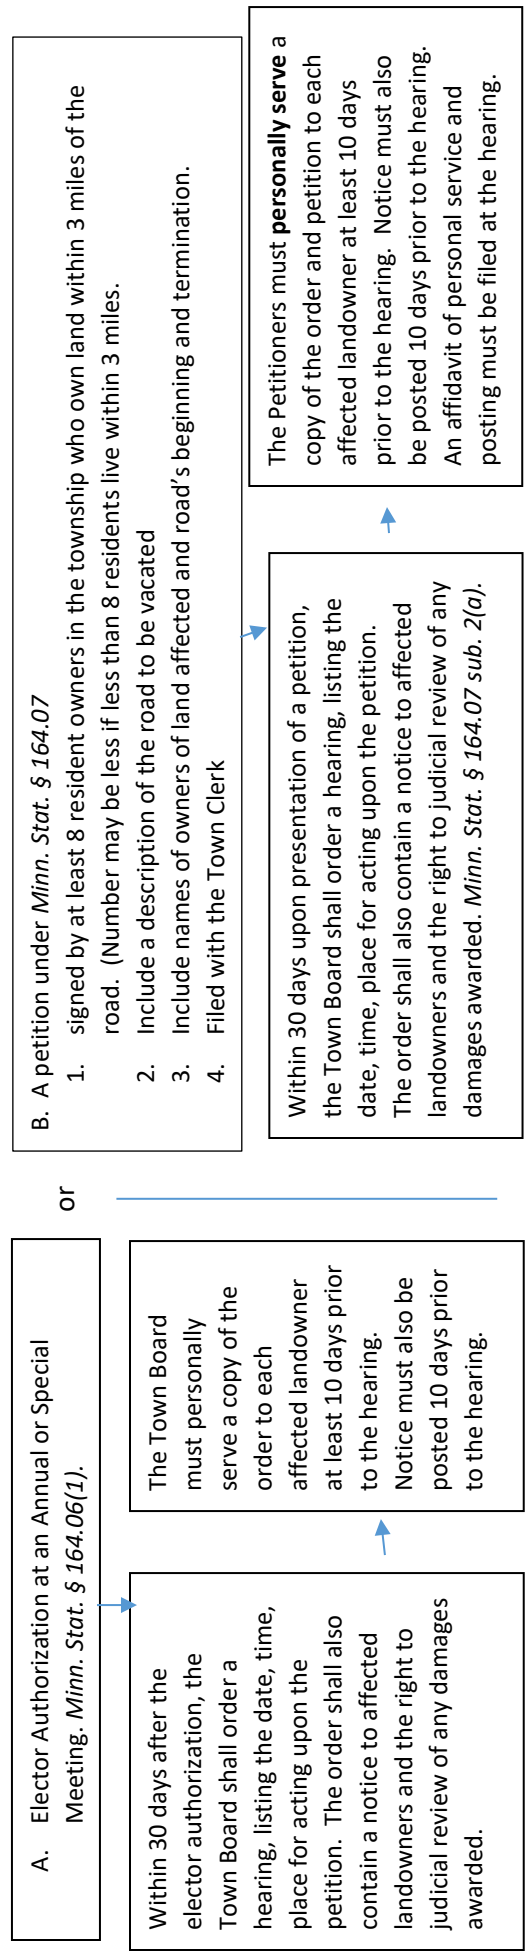 A. Elector Authorization at an Annual or Special
Meeting. Minn. Stat. § 164.06(1).
Within 30 days after the
elector authorization, the
Town Board shall order a
hearing, listing the date, time,
place for acting upon the
petition. The order shall also
contain a notice to affected
landowners and the right to
judicial review of any damages
awarded.
The Town Board
must personally
serve a copy of the
order to each
affected landowner
at least 10 days prior
to the hearing.
Notice must also be
posted 10 days prior
to the hearing.
or
B. A petition under Minn. Stat. § 164.07
1. signed by at least 8 resident owners in the township who own land within 3 miles of the
road. (Number may be less if less than 8 residents live within 3 miles.
2. Include a description of the road to be vacated
3. Include names of owners of land affected and road’s beginning and termination.
4. Filed with the Town Clerk
Within 30 days upon presentation of a petition,
the Town Board shall order a hearing, listing the
date, time, place for acting upon the petition.
The order shall also contain a notice to affected
landowners and the right to judicial review of any
damages awarded. Minn. Stat. § 164.07 sub. 2(a).
The Petitioners must personally serve a
copy of the order and petition to each
affected landowner at least 10 days
prior to the hearing. Notice must also
be posted 10 days prior to the hearing.
An affidavit of personal service and
posting must be filed at the hearing.